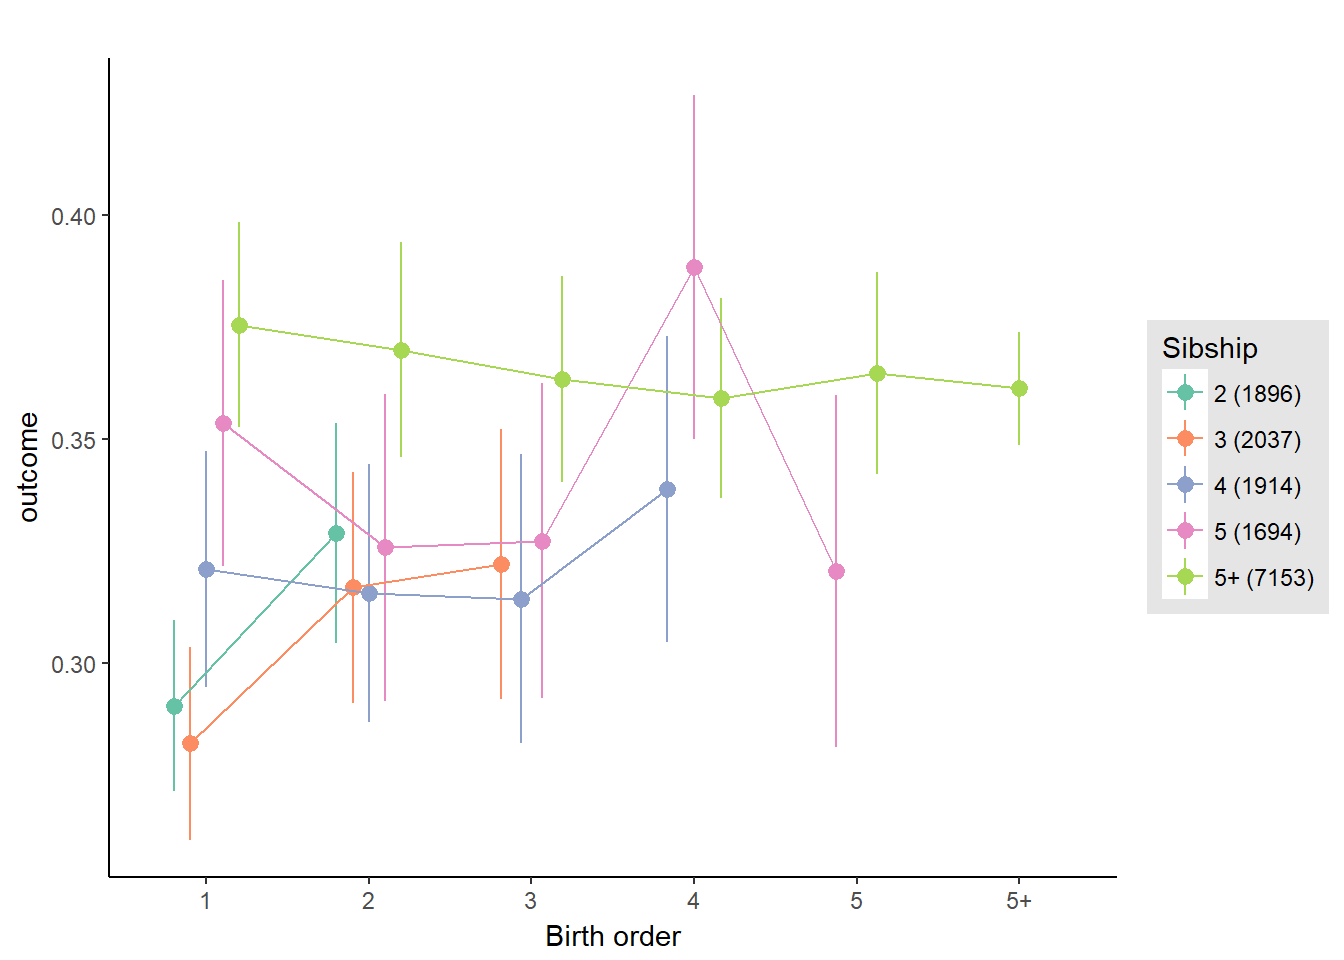 0.40
0.35
0.30
outcome
1 2 3 4 5 5+
Birth order
Sibship
2 (1896)
3 (2037)
4 (1914)
5 (1694)
5+ (7153)